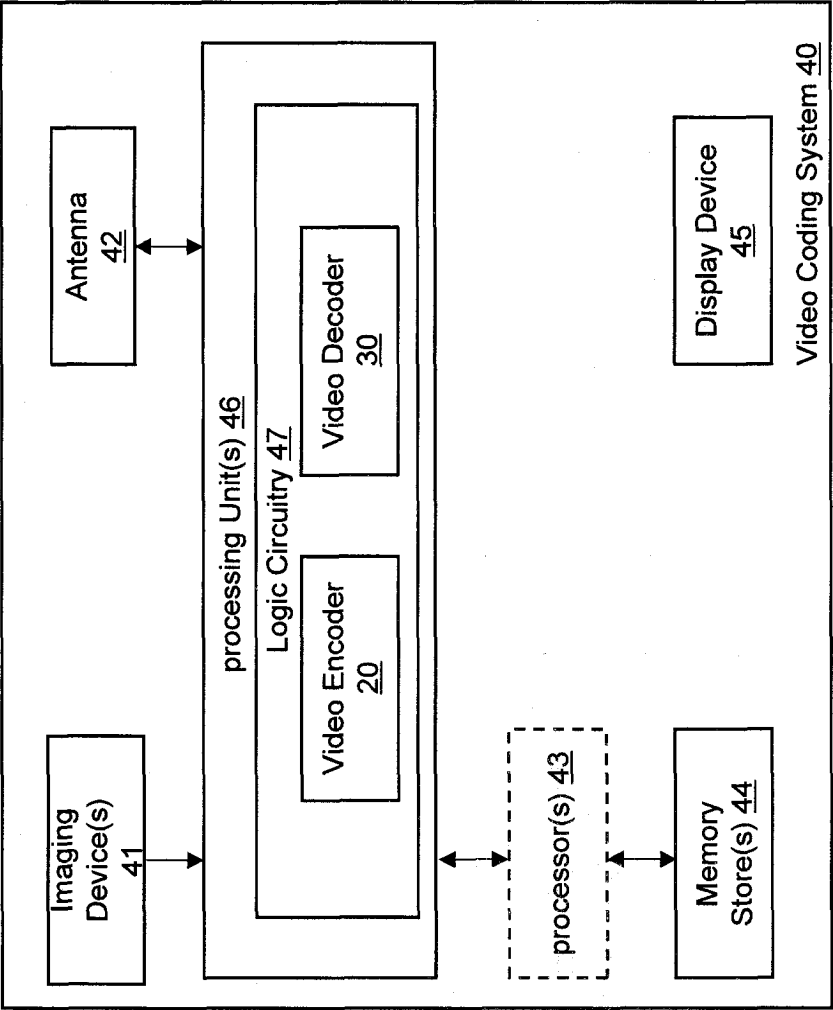 Imaging
Device(s)
41
Antenna
42
processing Unit(s) 46
Logic Circuitry 47
Video Encoder
20
Video Decoder
30
processor(s) 43
Memory
Store(s) 44
Display Device
45
Video Coding System 40